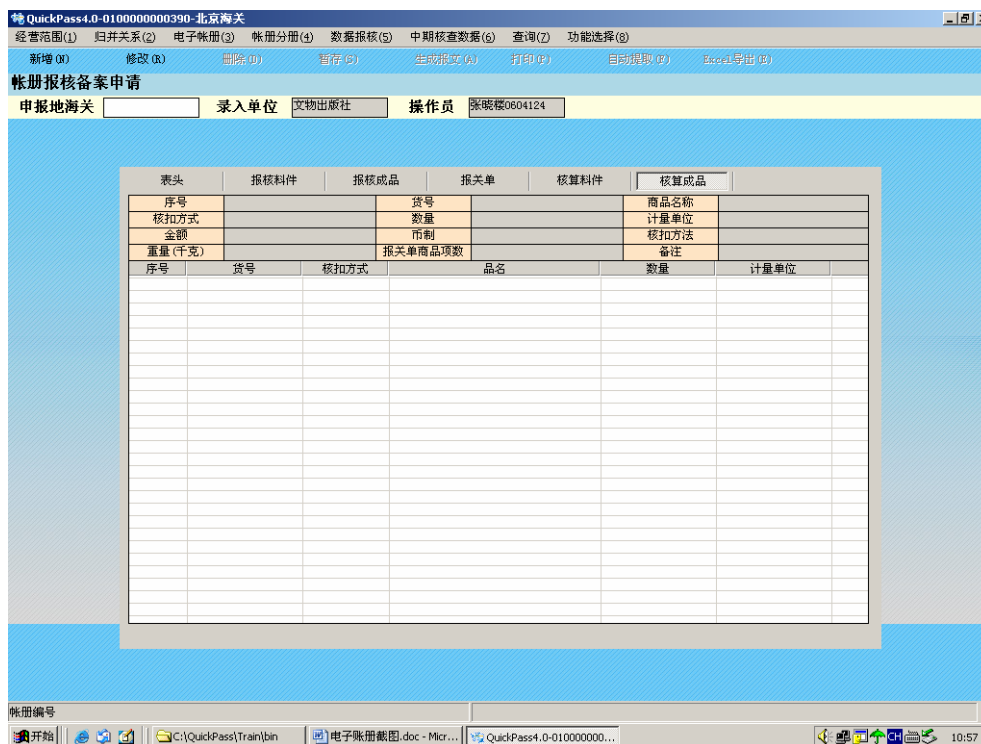 QuickPass4.0-0100000000390-北京海关
经营范围(1) 归并关系(2) 电子帐册(3) 帐册分册(4) 数据报核(5) 中期核查数据(6) 查询(7) 功能选择(8)
新增(N) 修改(R) 删除(D) 暂存(S) 生成报文(A) 打印(P) 自动提取(F) Excel导出(E)
帐册报核备案申请
申报地海关 录入单位 文物出版社 操作员 张晓楼0604124
表头 报核料件 报核成品 报关单 核算料件 核算成品
序号 货号 商品名称
核扣方式 数量 计量单位
金额 币制 核扣方法
重量(千克) 报关单商品项数 备注
序号 货号 核扣方式 品名 数量 计量单位
帐册编号
开始 C:\QuickPass\Train\bin 电子账册截图.doc - Micr... QuickPass4.0-010000000... CH 10:57